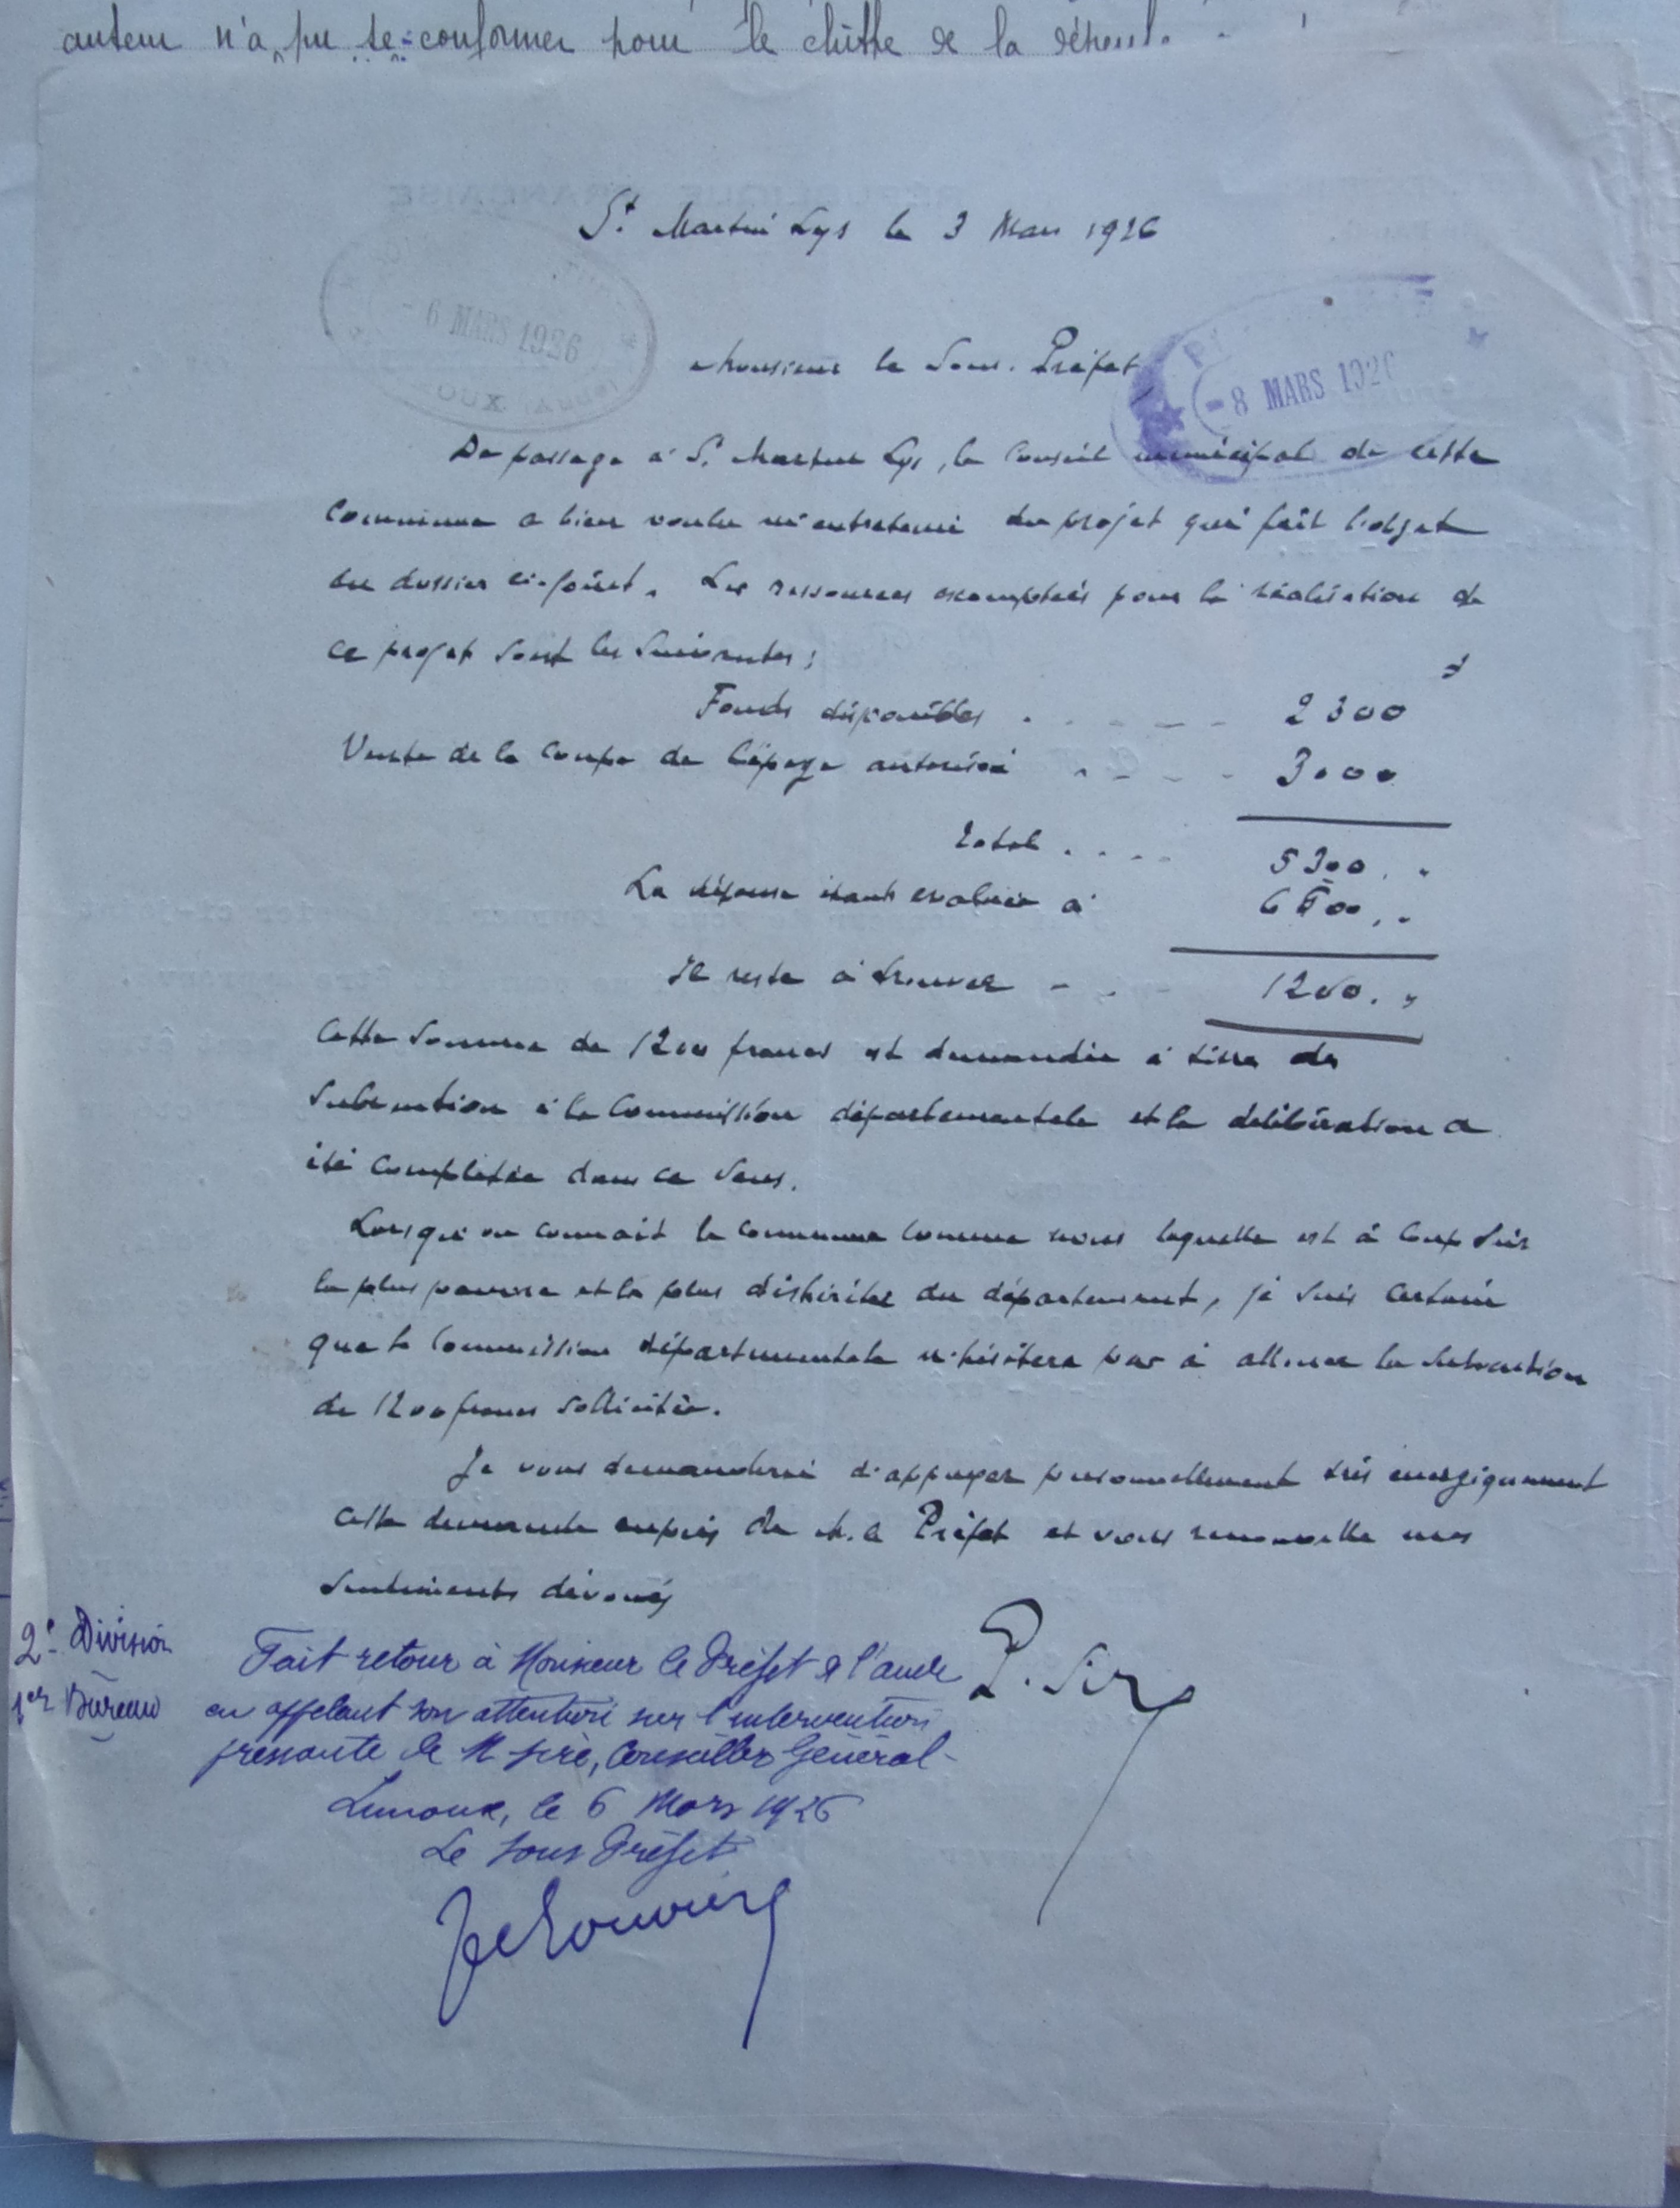 auteur n'a pu se conformer pour le chiffre de la dépense.
St Martin Lys le 3 Mars 1926
- 6 MARS 1926
Monsieur le Sous-Préfet
- 8 MARS 1926
De passage à St Martin Lys, le Conseil municipal de cette
Commune a bien voulu m'entretenir du projet qui fait l'objet
du dossier ci-joint. Les ressources escomptées pour la réalisation de
ce projet sont les suivantes :
Fonds disponibles . - - - - 2300 f
Vente de la Coupe de Cépage autorisée - - - - 3000
Total . . . . 5300 . "
La dépense étant évaluée à 6500 , "
Il reste à trouver - . - 1200 . "
Cette somme de 1200 francs est demandée à titre de
Subvention à la Commission départementale et la délibération a
été complétée dans ce sens.
Lorsqu'on connait la commune comme nous laquelle est à coup sûr
la plus pauvre et la plus déshéritée du département, je suis certain
que la Commission départementale n'hésitera pas à allouer la subvention
de 1200 francs sollicitée.
Je vous demanderai d'appuyer personnellement très énergiquement
cette demande auprès de M. le Préfet et vous renouvelle mes
sentiments dévoués
P. Siré
2e Division
1er Bureau
Fait retour à Monsieur le Préfet de l'Aude
en appelant son attention sur l'intervention
pressante de M Siré, Conseiller Général -
Limoux, le 6 Mars 1926
Le Sous Préfet